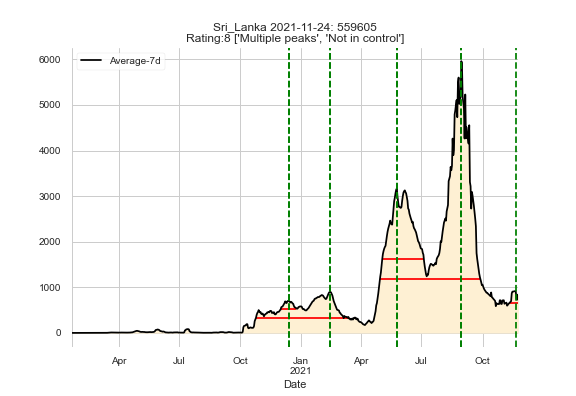 Sri_Lanka 2021-11-24: 559605
Rating:8 ['Multiple peaks', 'Not in control']
Average-7d
6000
5000
4000
3000
2000
1000
0
Apr Jul Oct Jan Apr Jul Oct
2021
Date